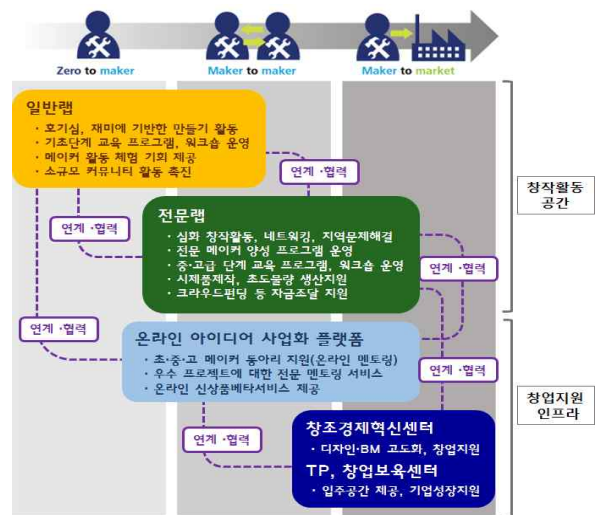 Zero to maker
Maker to maker
Maker to market
일반랩
· 호기심, 재미에 기반한 만들기 활동
· 기초단계 교육 프로그램, 워크숍 운영
· 메이커 활동 체험 기회 제공
· 소규모 커뮤니티 활동 촉진
연계·협력
창작활동
공간
전문랩
· 심화 창작활동, 네트워킹, 지역문제해결
· 전문 메이커 양성 프로그램 운영
· 중·고급 단계 교육 프로그램, 워크숍 운영
· 시제품제작, 초도물량 생산지원
· 크라우드펀딩 등 자금조달 지원
연계·협력
연계·협력
연계·협력
온라인 아이디어 사업화 플랫폼
· 초·중·고 메이커 동아리 지원(온라인 멘토링)
· 우수 프로젝트에 대한 전문 멘토링 서비스
· 온라인 신상품베타서비스 제공
연계·협력
창업지원
인프라
연계·협력
창조경제혁신센터
· 디자인·BM 고도화, 창업지원
TP, 창업보육센터
· 입주공간 제공, 기업성장지원